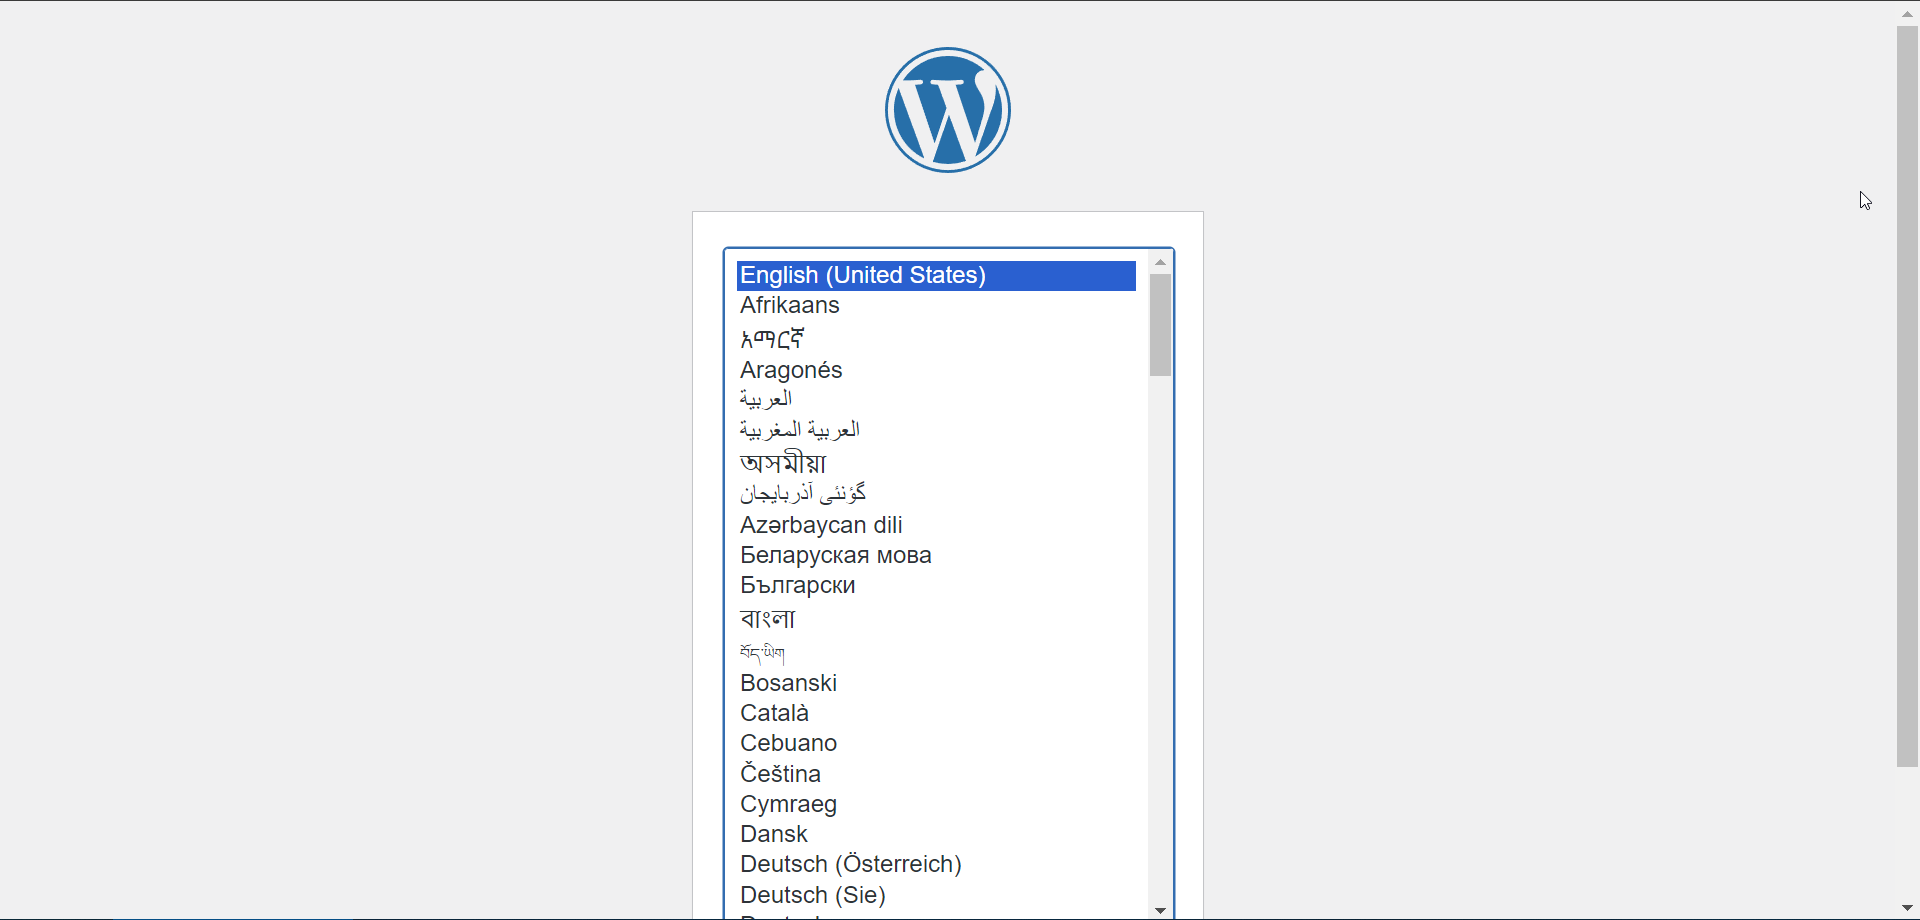 English (United States)
Afrikaans
አማርኛ
Aragonés
العربية
العربية المغربية
অসমীয়া
گؤنئی آذربایجان
Azərbaycan dili
Беларуская мова
Български
বাংলা
བོད་ཡིག
Bosanski
Català
Cebuano
Čeština
Cymraeg
Dansk
Deutsch (Österreich)
Deutsch (Sie)